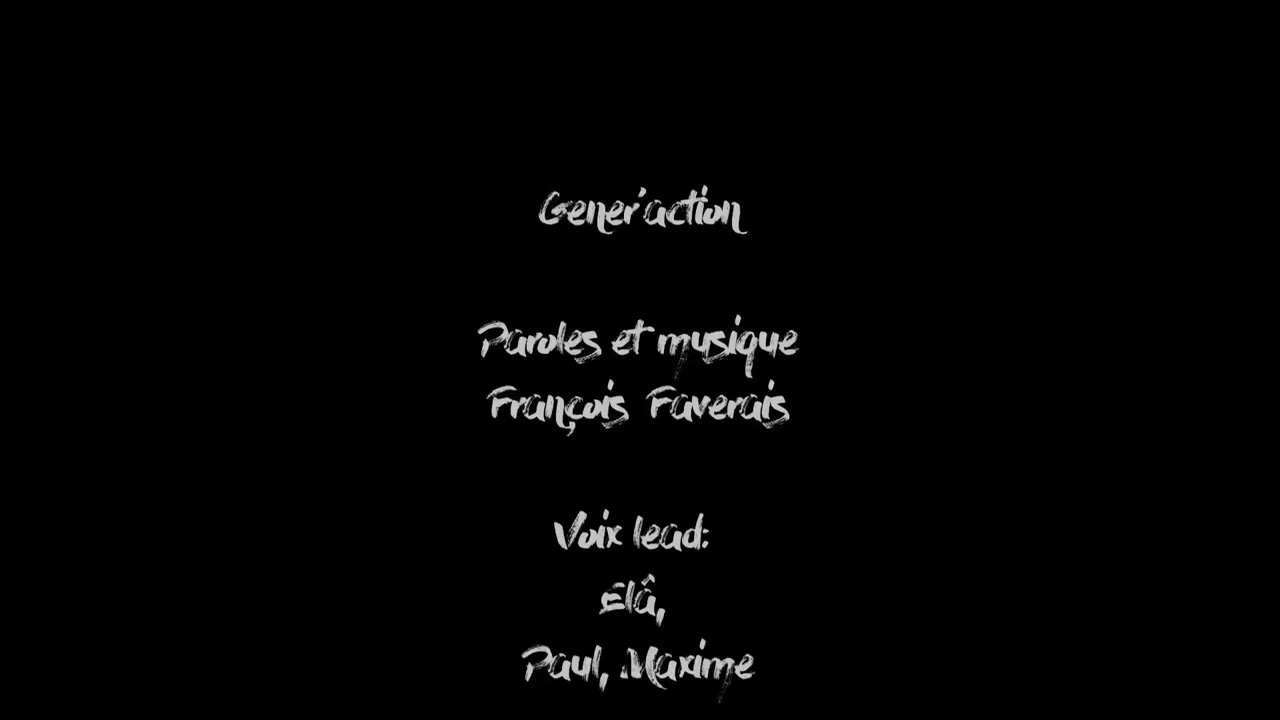 Gener'action
Paroles et musique
François Faverais
Voix lead:
Elâ,
Paul, Maxime